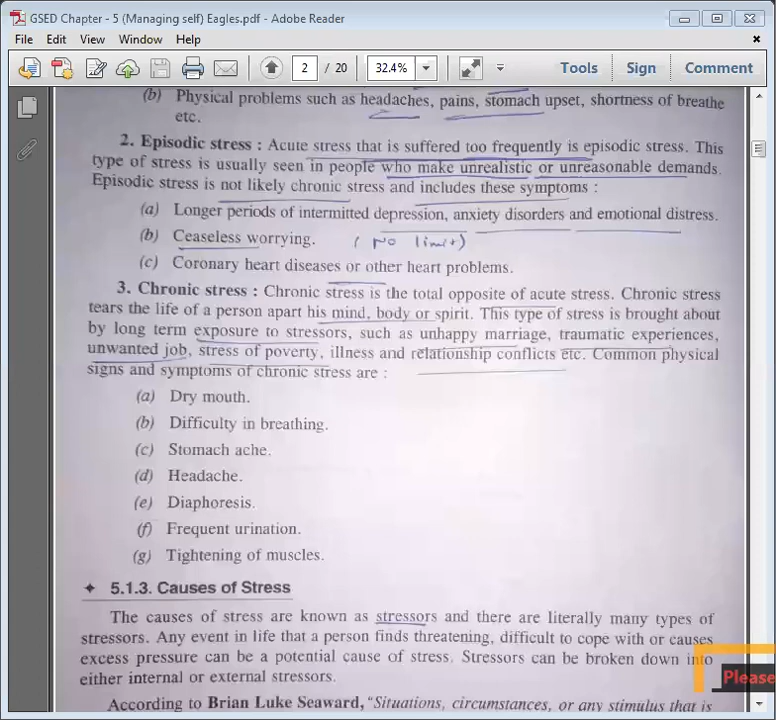 GSED Chapter - 5 (Managing self) Eagles.pdf - Adobe Reader
File Edit View Window Help
2 / 20 32.4% Tools Sign Comment
(b) Physical problems such as headaches, pains, stomach upset, shortness of breathe
etc.
2. Episodic stress : Acute stress that is suffered too frequently is episodic stress. This
type of stress is usually seen in people who make unrealistic or unreasonable demands.
Episodic stress is not likely chronic stress and includes these symptoms :
(a) Longer periods of intermitted depression, anxiety disorders and emotional distress.
(b) Ceaseless worrying. (No limit)
(c) Coronary heart diseases or other heart problems.
3. Chronic stress : Chronic stress is the total opposite of acute stress. Chronic stress
tears the life of a person apart his mind, body or spirit. This type of stress is brought about
by long term exposure to stressors, such as unhappy marriage, traumatic experiences,
unwanted job, stress of poverty, illness and relationship conflicts etc. Common physical
signs and symptoms of chronic stress are :
(a) Dry mouth.
(b) Difficulty in breathing.
(c) Stomach ache.
(d) Headache.
(e) Diaphoresis.
(f) Frequent urination.
(g) Tightening of muscles.
5.1.3. Causes of Stress
The causes of stress are known as stressors and there are literally many types of
stressors. Any event in life that a person finds threatening, difficult to cope with or causes
excess pressure can be a potential cause of stress. Stressors can be broken down into
either internal or external stressors.
Please
According to Brian Luke Seaward, "Situations, circumstances, or any stimulus that is